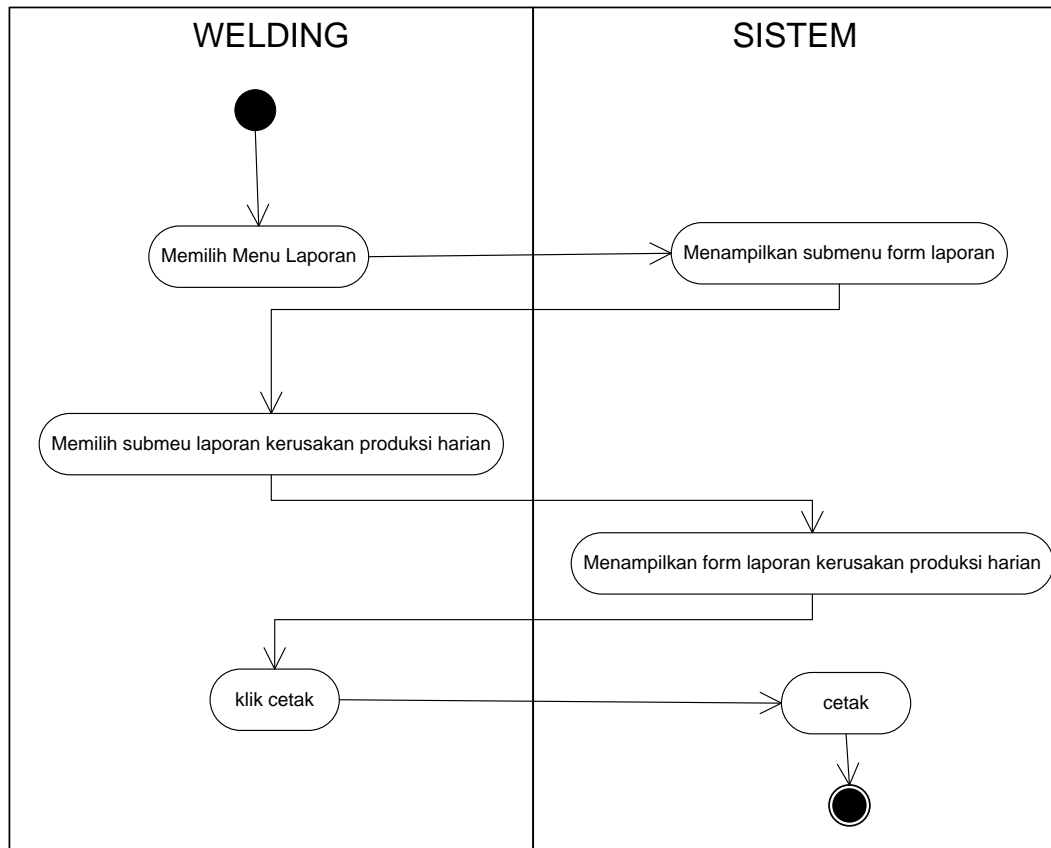 WELDING
SISTEM
Memilih Menu Laporan
Menampilkan submenu form laporan
Memilih submeu laporan kerusakan produksi harian
Menampilkan form laporan kerusakan produksi harian
klik cetak
cetak